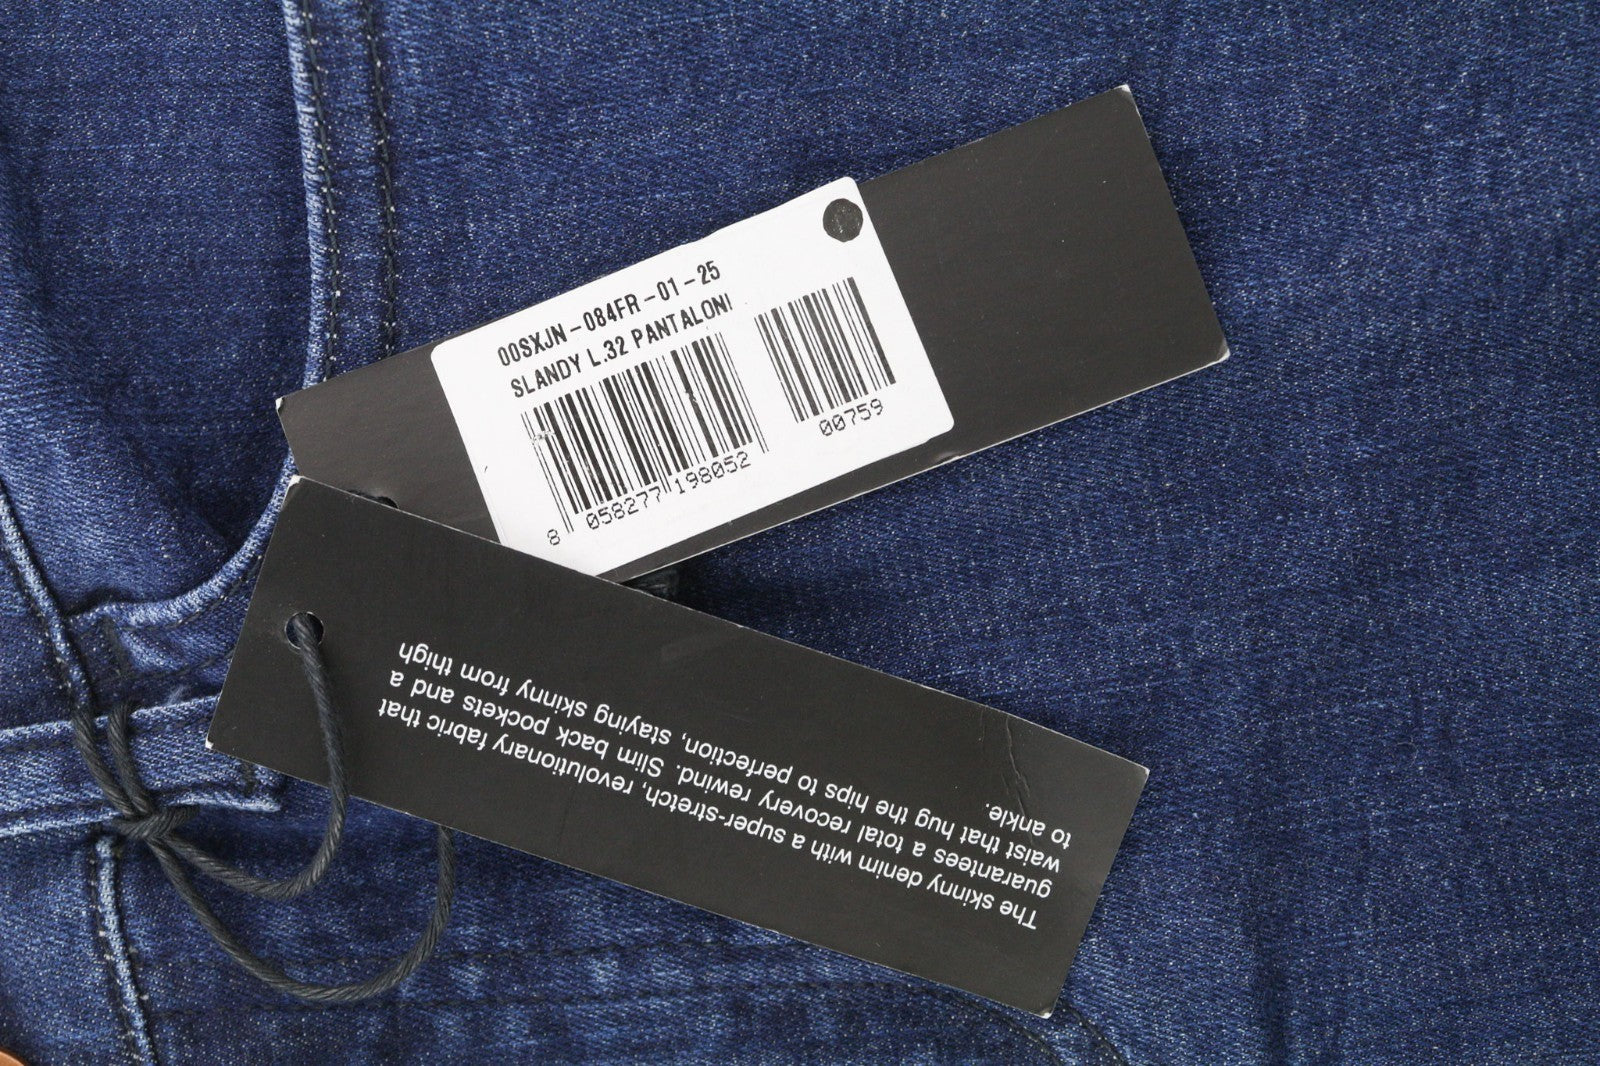 00SXJN-084FR-01-25
SLANDY L.32 PANTALONI
8 058277 198052
00759
The skinny denim with a super-stretch, revolutionary fabric that
guarantees a total recovery rewind. Slim back pockets and a
waist that hug the hips to perfection, staying skinny from thigh
to ankle.